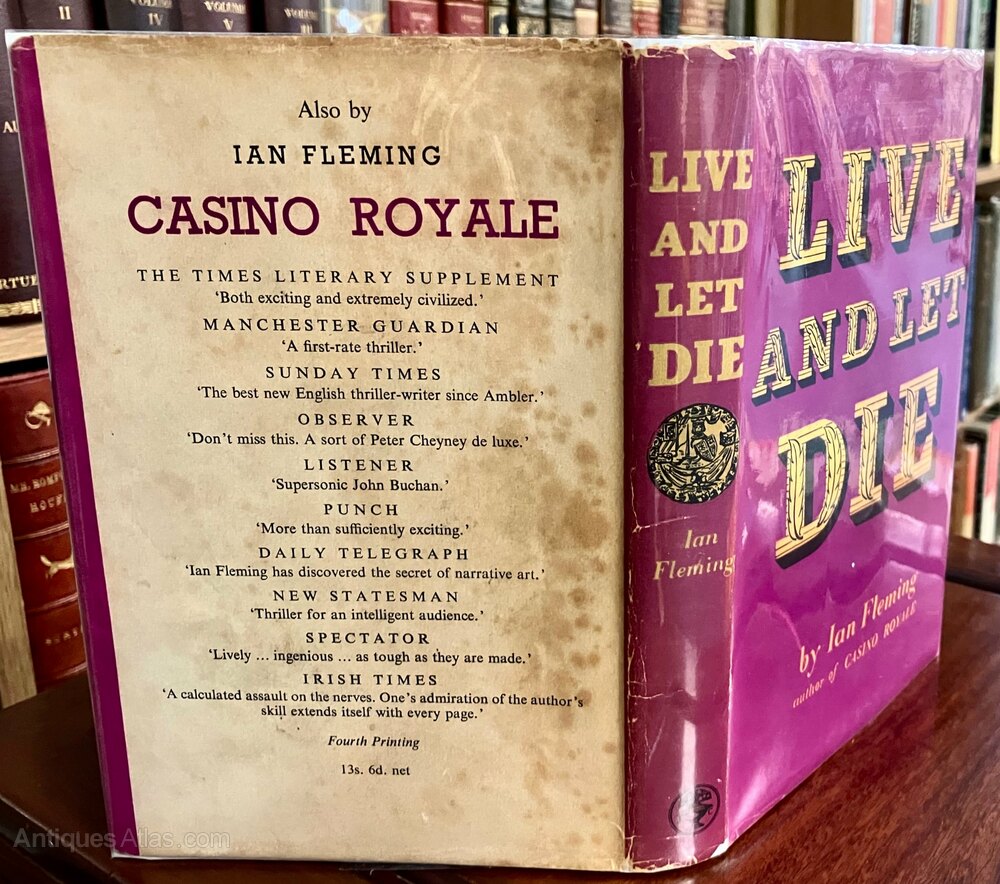 II
VOLUME
IV
VOLUME
V
VOLUME
III
Also by
IAN FLEMING
CASINO ROYALE
THE TIMES LITERARY SUPPLEMENT
‘Both exciting and extremely civilized.’
MANCHESTER GUARDIAN
‘A first-rate thriller.’
SUNDAY TIMES
‘The best new English thriller-writer since Ambler.’
OBSERVER
‘Don’t miss this. A sort of Peter Cheyney de luxe.’
LISTENER
‘Supersonic John Buchan.’
PUNCH
‘More than sufficiently exciting.’
DAILY TELEGRAPH
‘Ian Fleming has discovered the secret of narrative art.’
NEW STATESMAN
‘Thriller for an intelligent audience.’
SPECTATOR
‘Lively ... ingenious ... as tough as they are made.’
IRISH TIMES
‘A calculated assault on the nerves. One’s admiration of the author’s
skill extends itself with every page.’
Fourth Printing
13s. 6d. net
LIVE
AND
LET
DIE
Ian
Fleming
LIVE
AND LET
DIE
by Ian Fleming
author of CASINO ROYALE
AntiquesAtlas.com